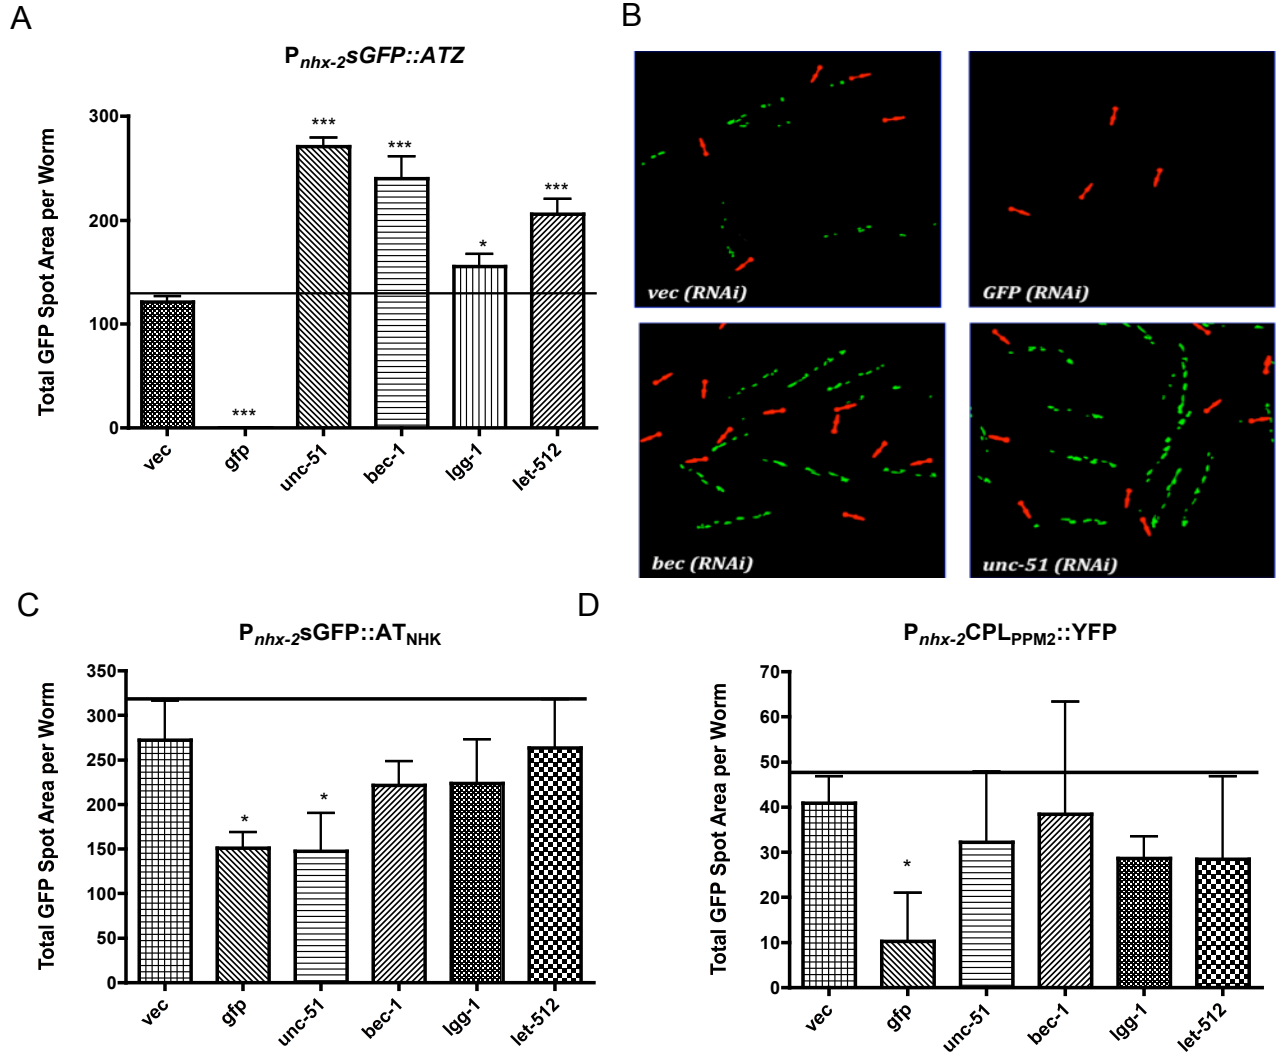 A
P_nhx-2_sGFP::ATZ
Total GFP Spot Area per Worm
300
200
100
0
***
***
***
***
*
***
vec
gfp
unc-51
bec-1
lgg-1
let-512
B
vec (RNAi)
GFP (RNAi)
bec (RNAi)
unc-51 (RNAi)
C
Pnhx-2sGFP::ATNHK
Total GFP Spot Area per Worm
350
300
250
200
150
100
50
0
*
*
vec
gfp
unc-51
bec-1
lgg-1
let-512
D
Pnhx-2CPLPPM2::YFP
Total GFP Spot Area per Worm
70
60
50
40
30
20
10
0
*
vec
gfp
unc-51
bec-1
lgg-1
let-512